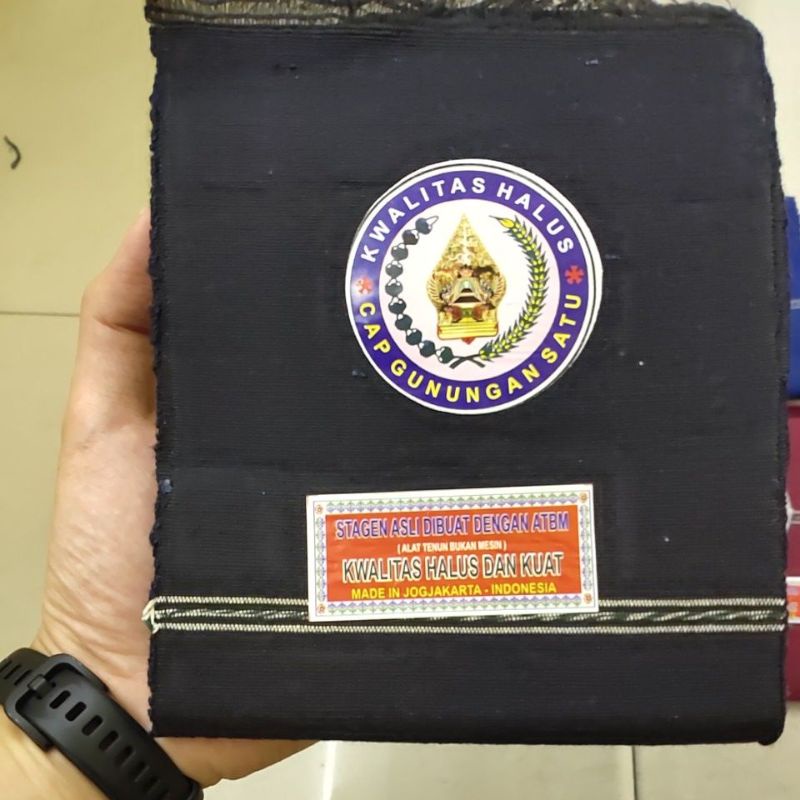 KWALITAS HALUS
CAP GUNUNGAN SATU
STAGEN ASLI DIBUAT DENGAN ATBM
( ALAT TENUN BUKAN MESIN )
KWALITAS HALUS DAN KUAT
MADE IN JOGJAKARTA - INDONESIA